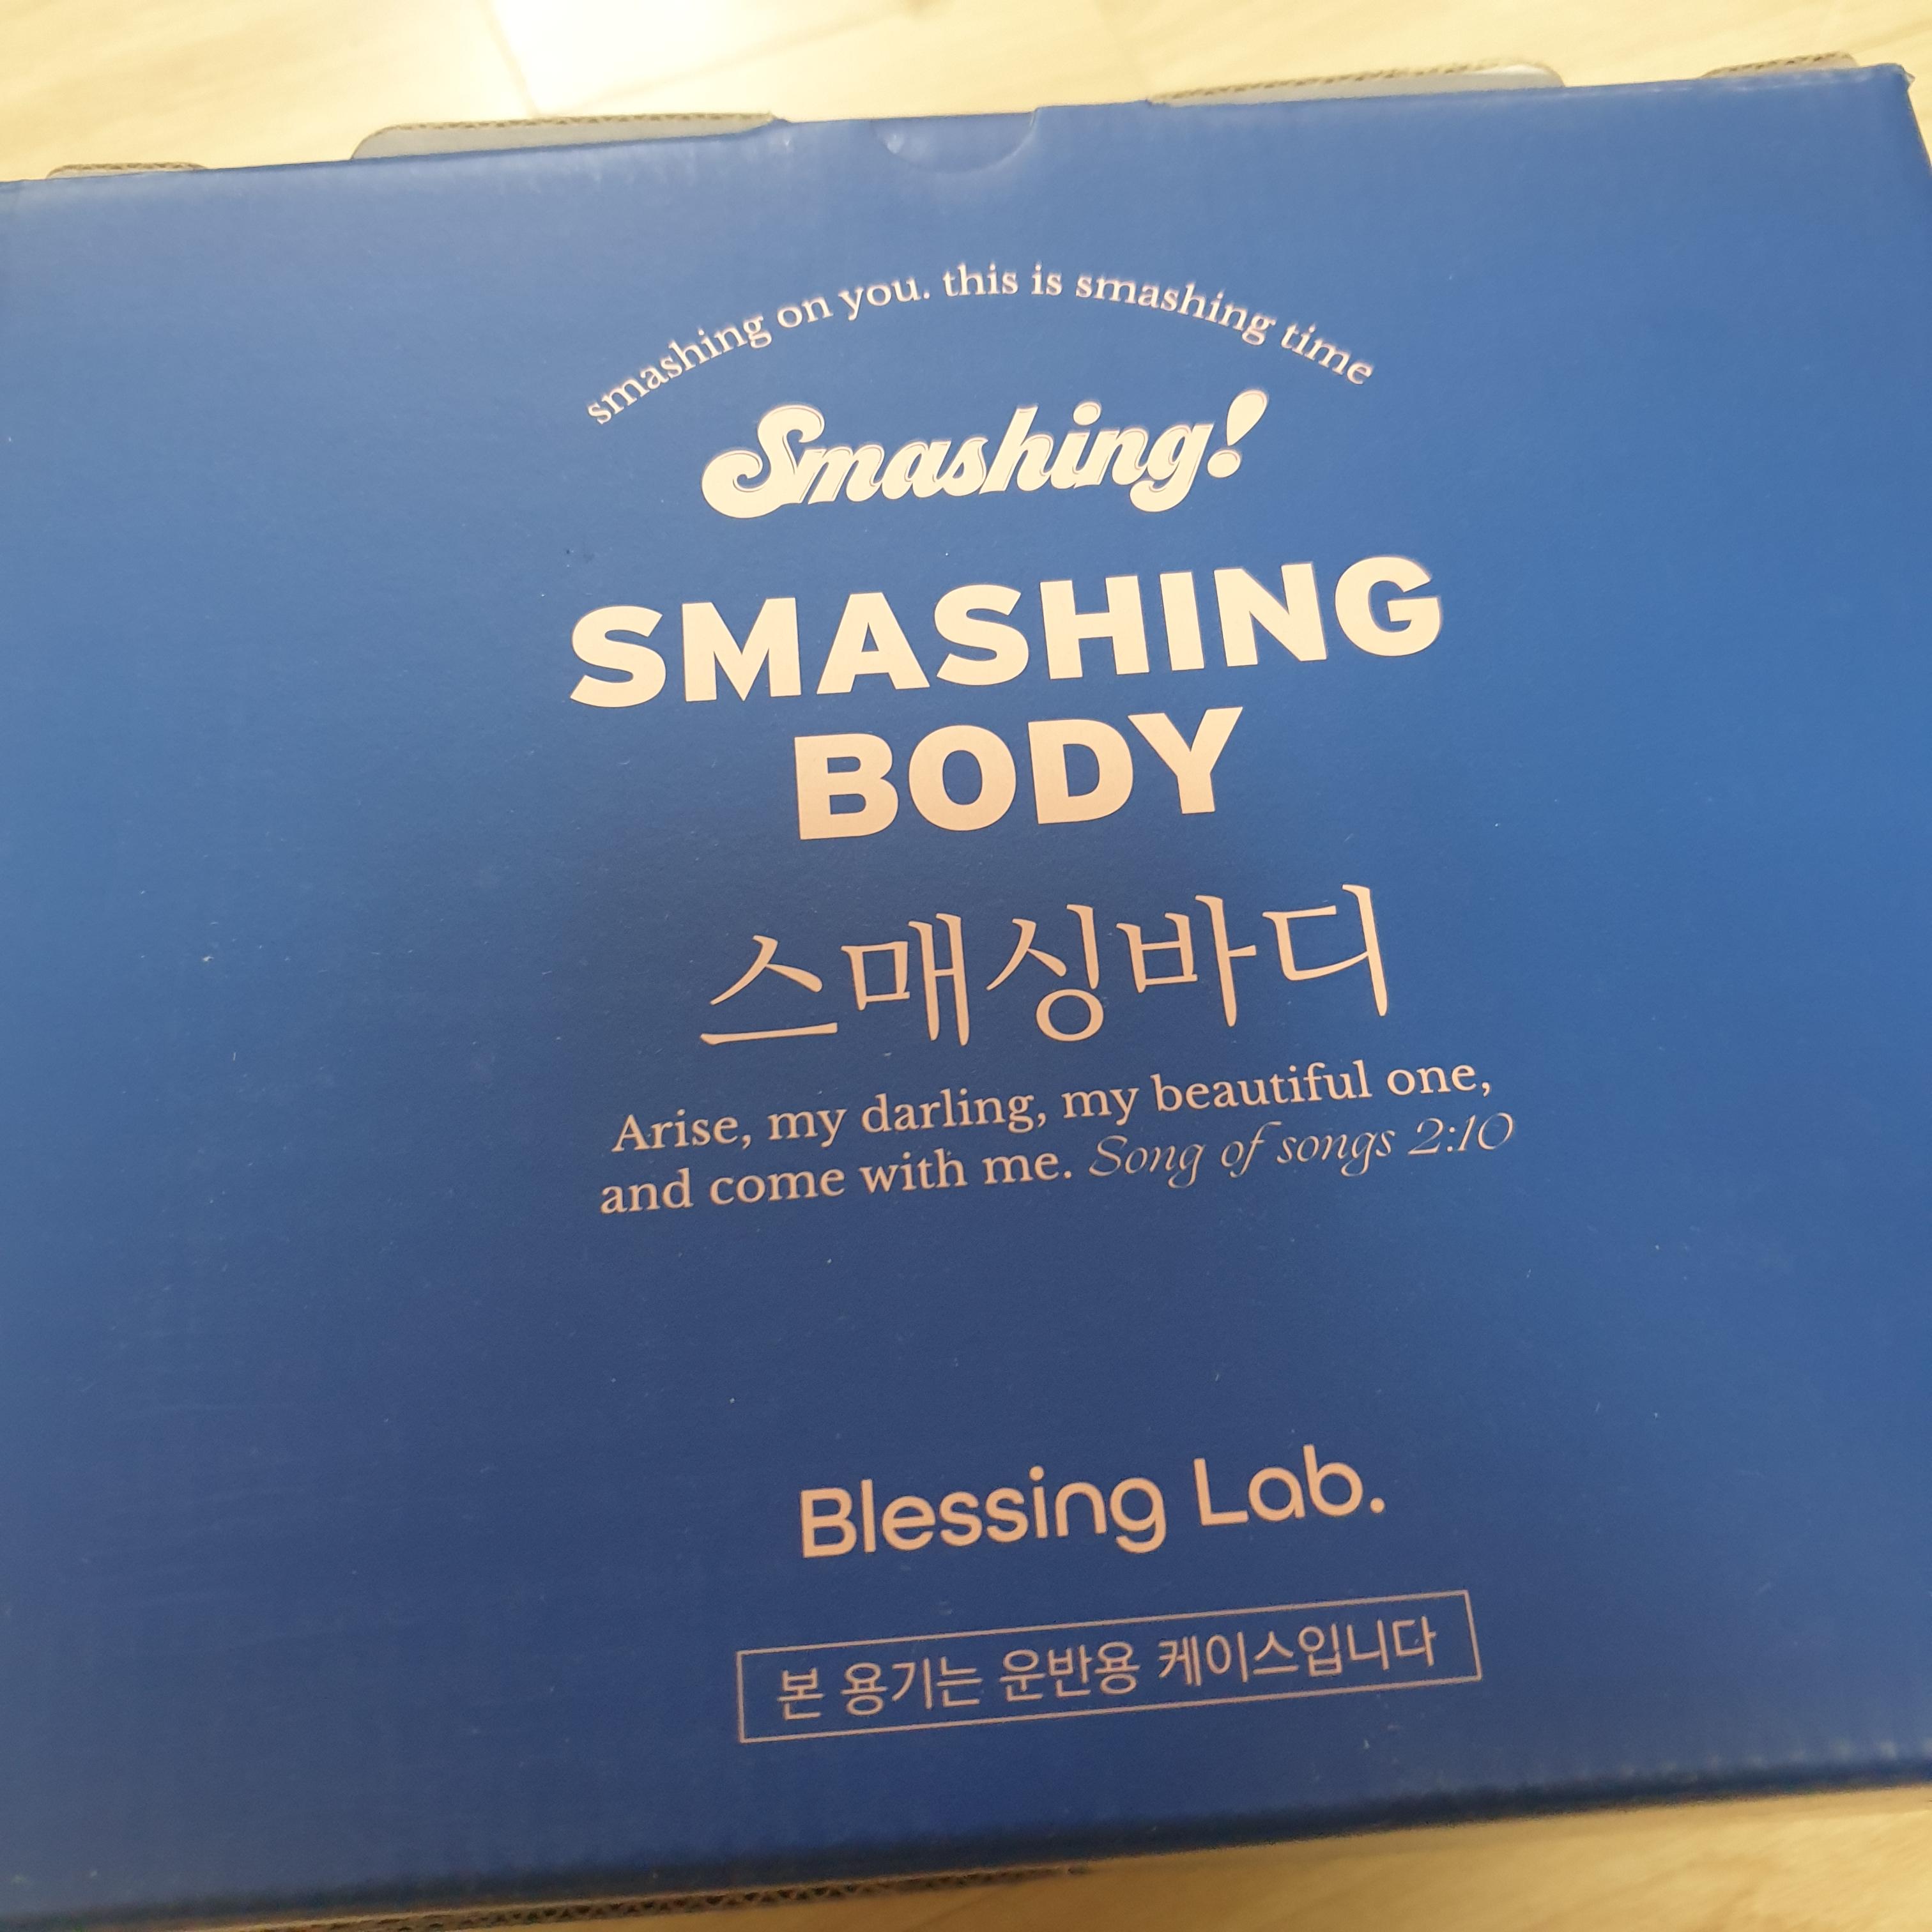 smashing on you. this is smashing time
Smashing!
SMASHING
BODY
스매싱바디
Arise, my darling, my beautiful one,
and come with me. Song of songs 2:10
Blessing Lab.
본 용기는 운반용 케이스입니다